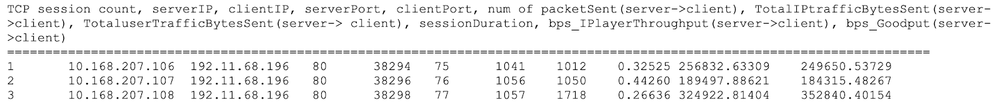 TCP session count, serverIP, clientIP, serverPort, clientPort, num of packetSent(server->client), TotalIPtrafficBytesSent(server-
>client), TotaluserTrafficBytesSent(server-> client), sessionDuration, bps_IPlayerThroughput(server->client), bps_Goodput(server-
>client)
=========================================================================================================================
1 10.168.207.106 192.11.68.196 80 38294 75 1041 1012 0.32525 256832.63309 249650.53729
2 10.168.207.107 192.11.68.196 80 38296 76 1056 1050 0.44260 189497.88621 184315.48267
3 10.168.207.108 192.11.68.196 80 38298 77 1057 1718 0.26636 324922.81404 352840.40154